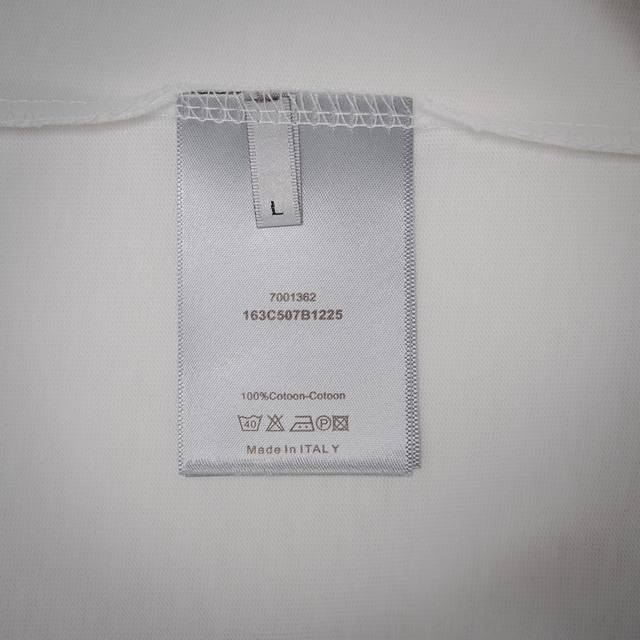 L
7001362
163C507B1225
100%Cotoon-Cotoon
40 P
Made In ITALY